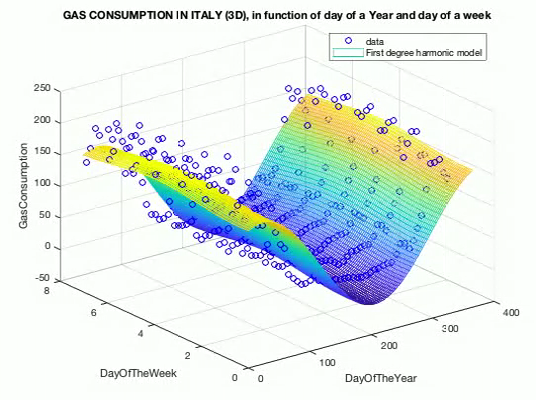 GAS CONSUMPTION IN ITALY (3D), in function of day of a Year and day of a week
data
First degree harmonic model
250
200
150
100
50
0
-50
GasConsumption
8
6
4
2
0
DayOfTheWeek
0
100
200
300
400
DayOfTheYear